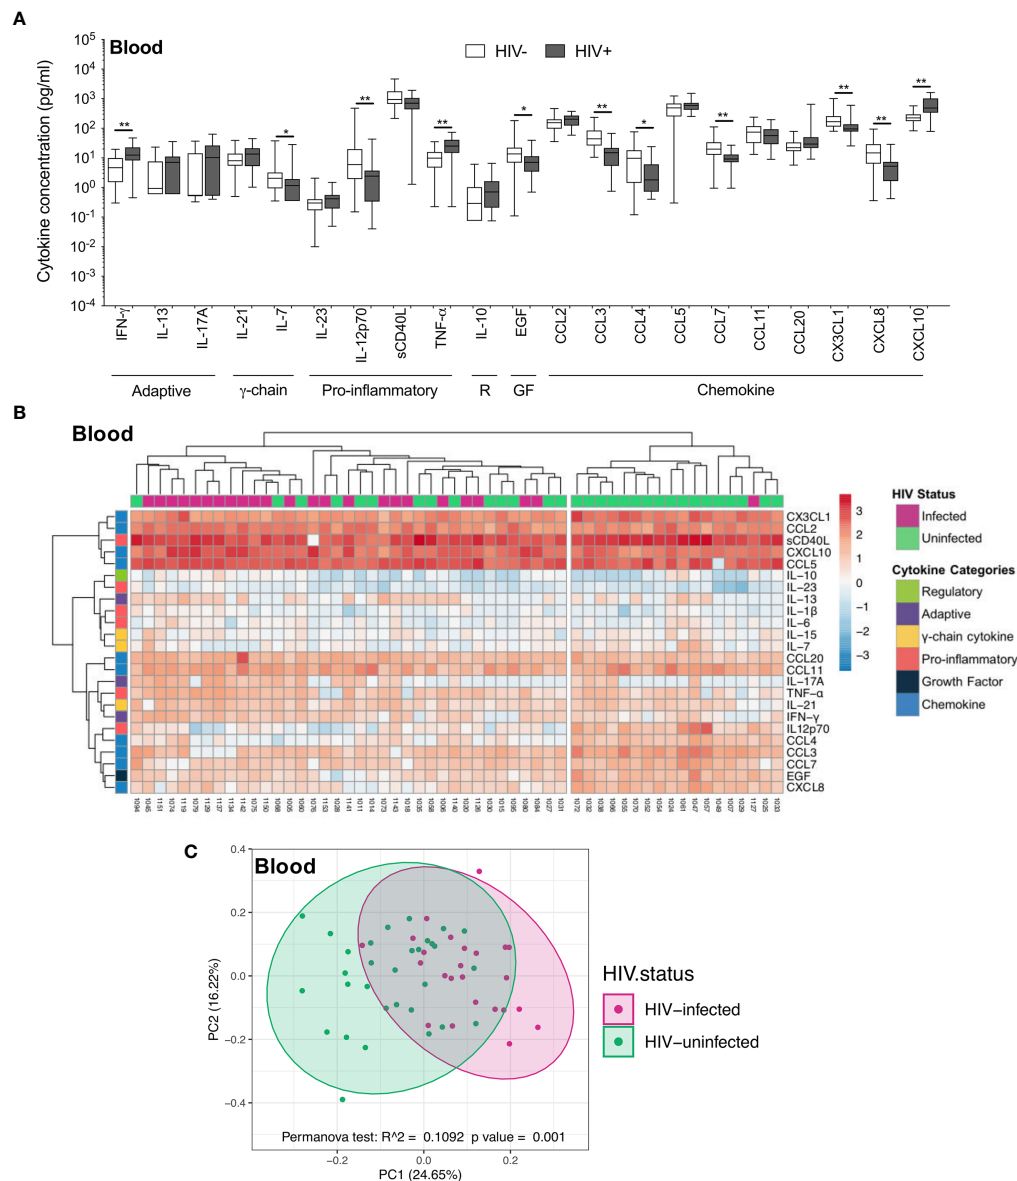 A
Blood
HIV-
HIV+
Cytokine concentration (pg/ml)
10^5
10^4
10^3
10^2
10^1
10^0
10^-1
10^-2
10^-3
10^-4
** * ** ** * ** * ** ** ** **
IFN-γ IL-13 IL-17A IL-21 IL-7 IL-23 IL-12p70 sCD40L TNF-α IL-10 EGF CCL2 CCL3 CCL4 CCL5 CCL7 CCL11 CCL20 CX3CL1 CXCL8 CXCL10
Adaptive γ-chain Pro-inflammatory R GF Chemokine
B
Blood
CX3CL1
CCL2
sCD40L
CXCL10
CCL5
IL-10
IL-23
IL-13
IL-1β
IL-6
IL-15
IL-7
CCL20
CCL11
IL-17A
TNF-α
IL-21
IFN-γ
IL12p70
CCL4
CCL3
CCL7
EGF
CXCL8
3
2
1
0
−1
−2
−3
HIV Status
Infected
Uninfected
Cytokine Categories
Regulatory
Adaptive
γ-chain cytokine
Pro-inflammatory
Growth Factor
Chemokine
C
Blood
PC2 (16.22%)
0.4
0.2
0.0
−0.2
−0.4
Permanova test: R^2 = 0.1092 p value = 0.001
−0.2 0.0 0.2
PC1 (24.65%)
HIV.status
HIV−infected
HIV−uninfected